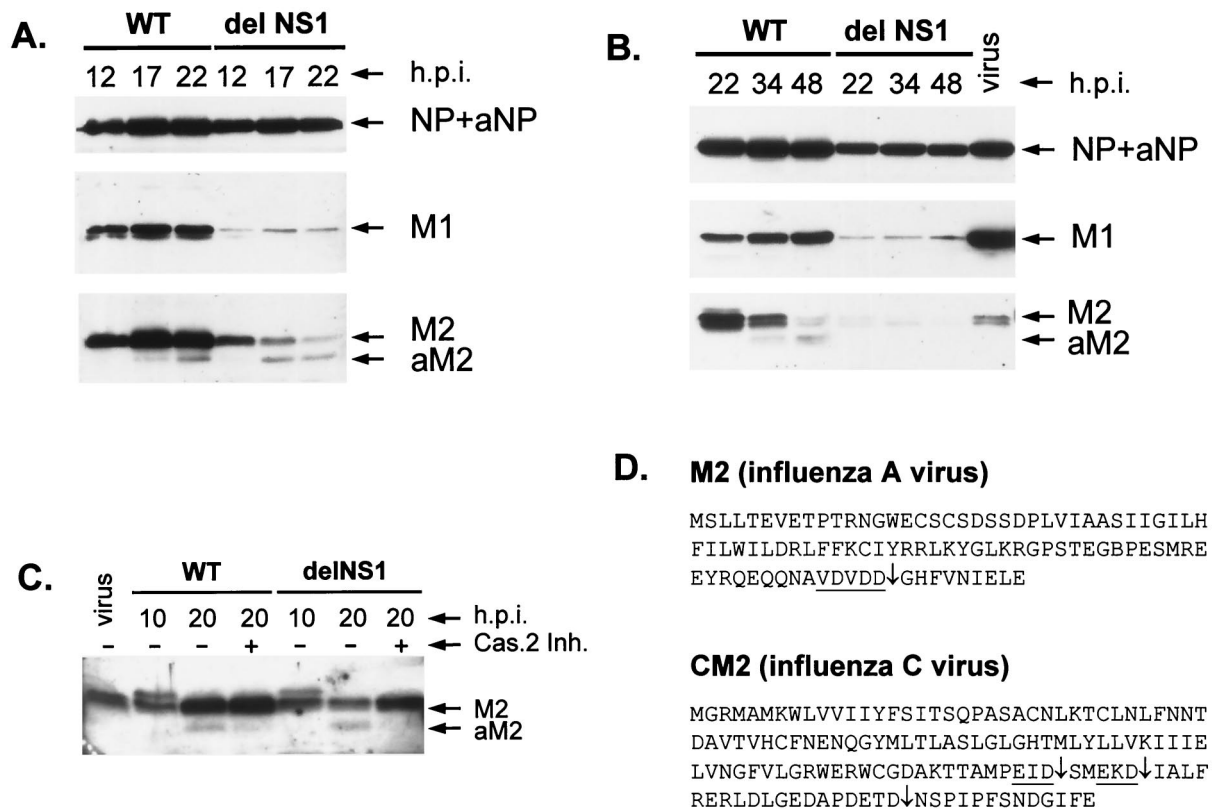 A.
WT del NS1
12 17 22 12 17 22 ← h.p.i.
← NP+aNP
← M1
← M2
← aM2
B.
WT del NS1 virus
22 34 48 22 34 48 ← h.p.i.
← NP+aNP
← M1
← M2
← aM2
C.
virus WT delNS1
10 20 20 10 20 20 ← h.p.i.
– – – + – – + ← Cas.2 Inh.
← M2
← aM2
D.
M2 (influenza A virus)
MSLLTEVETPTRNGWECSCSDSSDPLVIAASIIGILH
FILWILDRLFFKCIYRRLKYGLKRGPSTEGBPESMRE
EYRQEQQNAVDVDD↓GHFVNIELE
CM2 (influenza C virus)
MGRMAMKWLVVIIYFSITSQPASACNLKTCLNLFNNT
DAVTVHCFNENQGYMLTLASLGLGHTMLYLLVKIIIE
LVNGFVLGRWERWCGDAKTTAMPEID↓SMEKD↓IALF
RERLDLGEDAPDETD↓NSPIPFSNDGIFE